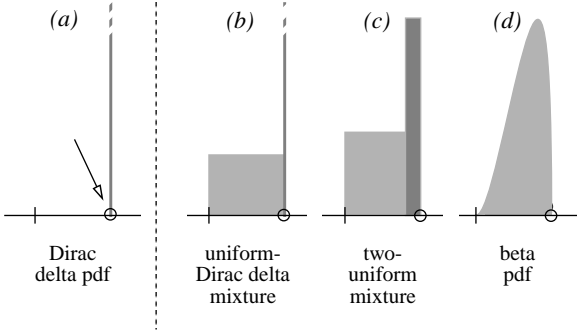 (a)
(b)
(c)
(d)
Dirac
delta pdf
uniform-
Dirac delta
mixture
two-
uniform
mixture
beta
pdf